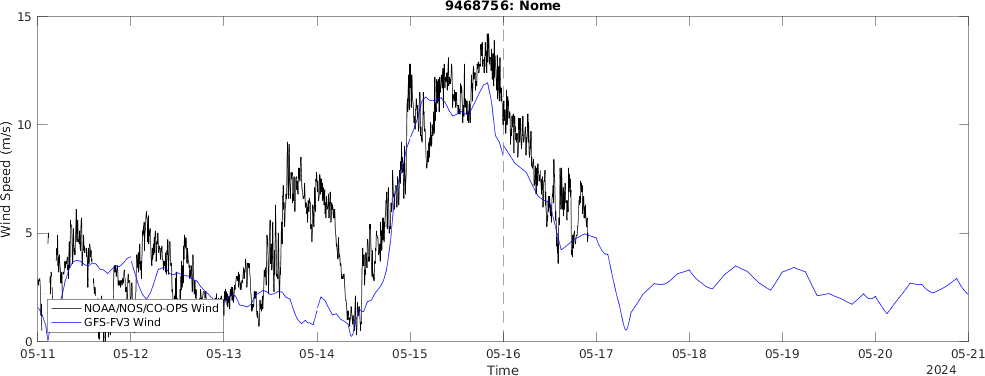 9468756: Nome
Wind Speed (m/s)
15
10
5
0
NOAA/NOS/CO-OPS Wind
GFS-FV3 Wind
05-11 05-12 05-13 05-14 05-15 05-16 05-17 05-18 05-19 05-20 05-21
Time
2024